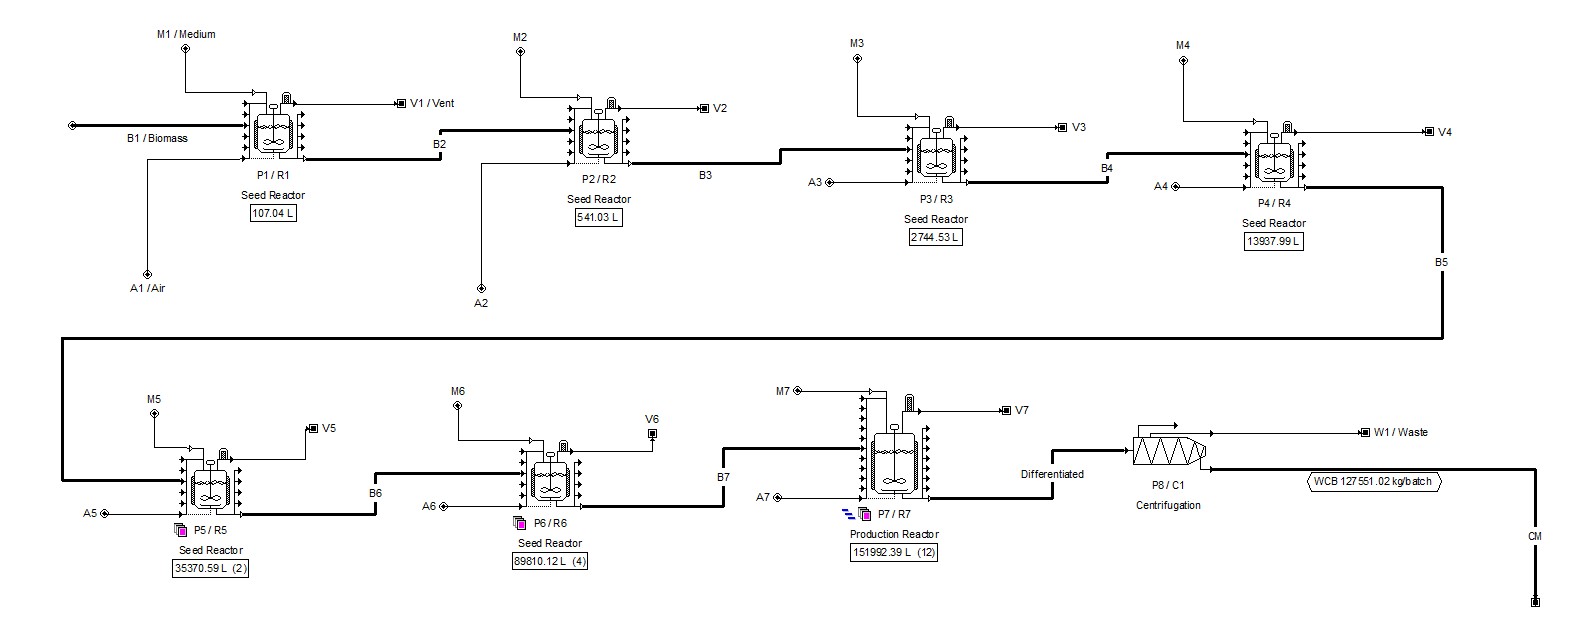 M1 / Medium
M2
M3
M4
V1 / Vent
V2
V3
V4
B1 / Biomass
B2
B3
B4
P1 / R1
Seed Reactor
107.04 L
P2 / R2
Seed Reactor
541.03 L
A3
P3 / R3
Seed Reactor
2744.53 L
A4
P4 / R4
Seed Reactor
13937.99 L
B5
A1 / Air
A2
M5
M6
M7
V5
V6
V7
W1 / Waste
A5
B6
A6
B7
A7
Differentiated
P5 / R5
Seed Reactor
35370.59 L (2)
P6 / R6
Seed Reactor
89810.12 L (4)
P7 / R7
Production Reactor
151992.39 L (12)
P8 / C1
Centrifugation
WCB 127551.02 kg/batch
CM